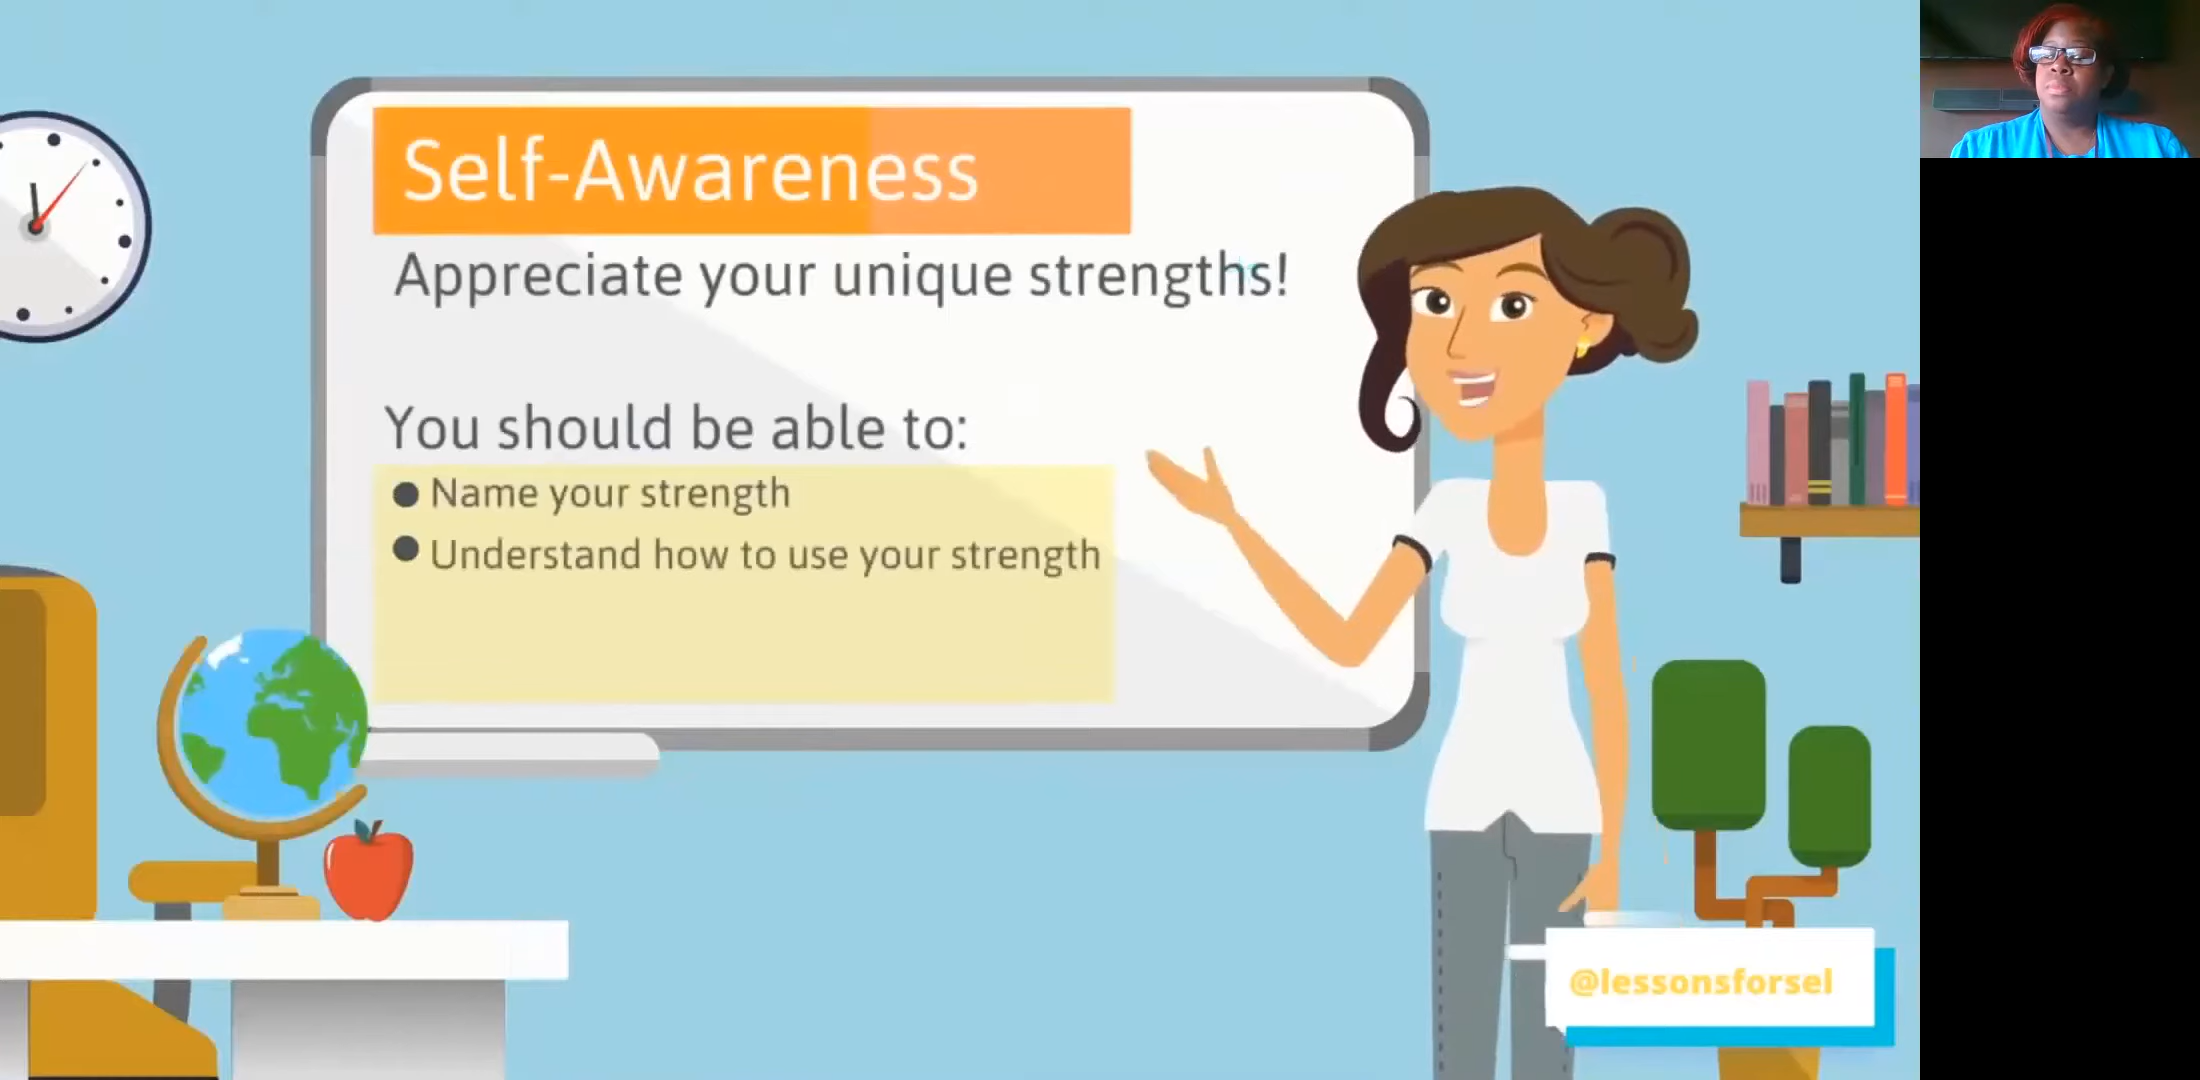 Self-Awareness
Appreciate your unique strengths!
You should be able to:
● Name your strength
● Understand how to use your strength
@lessonsforsel